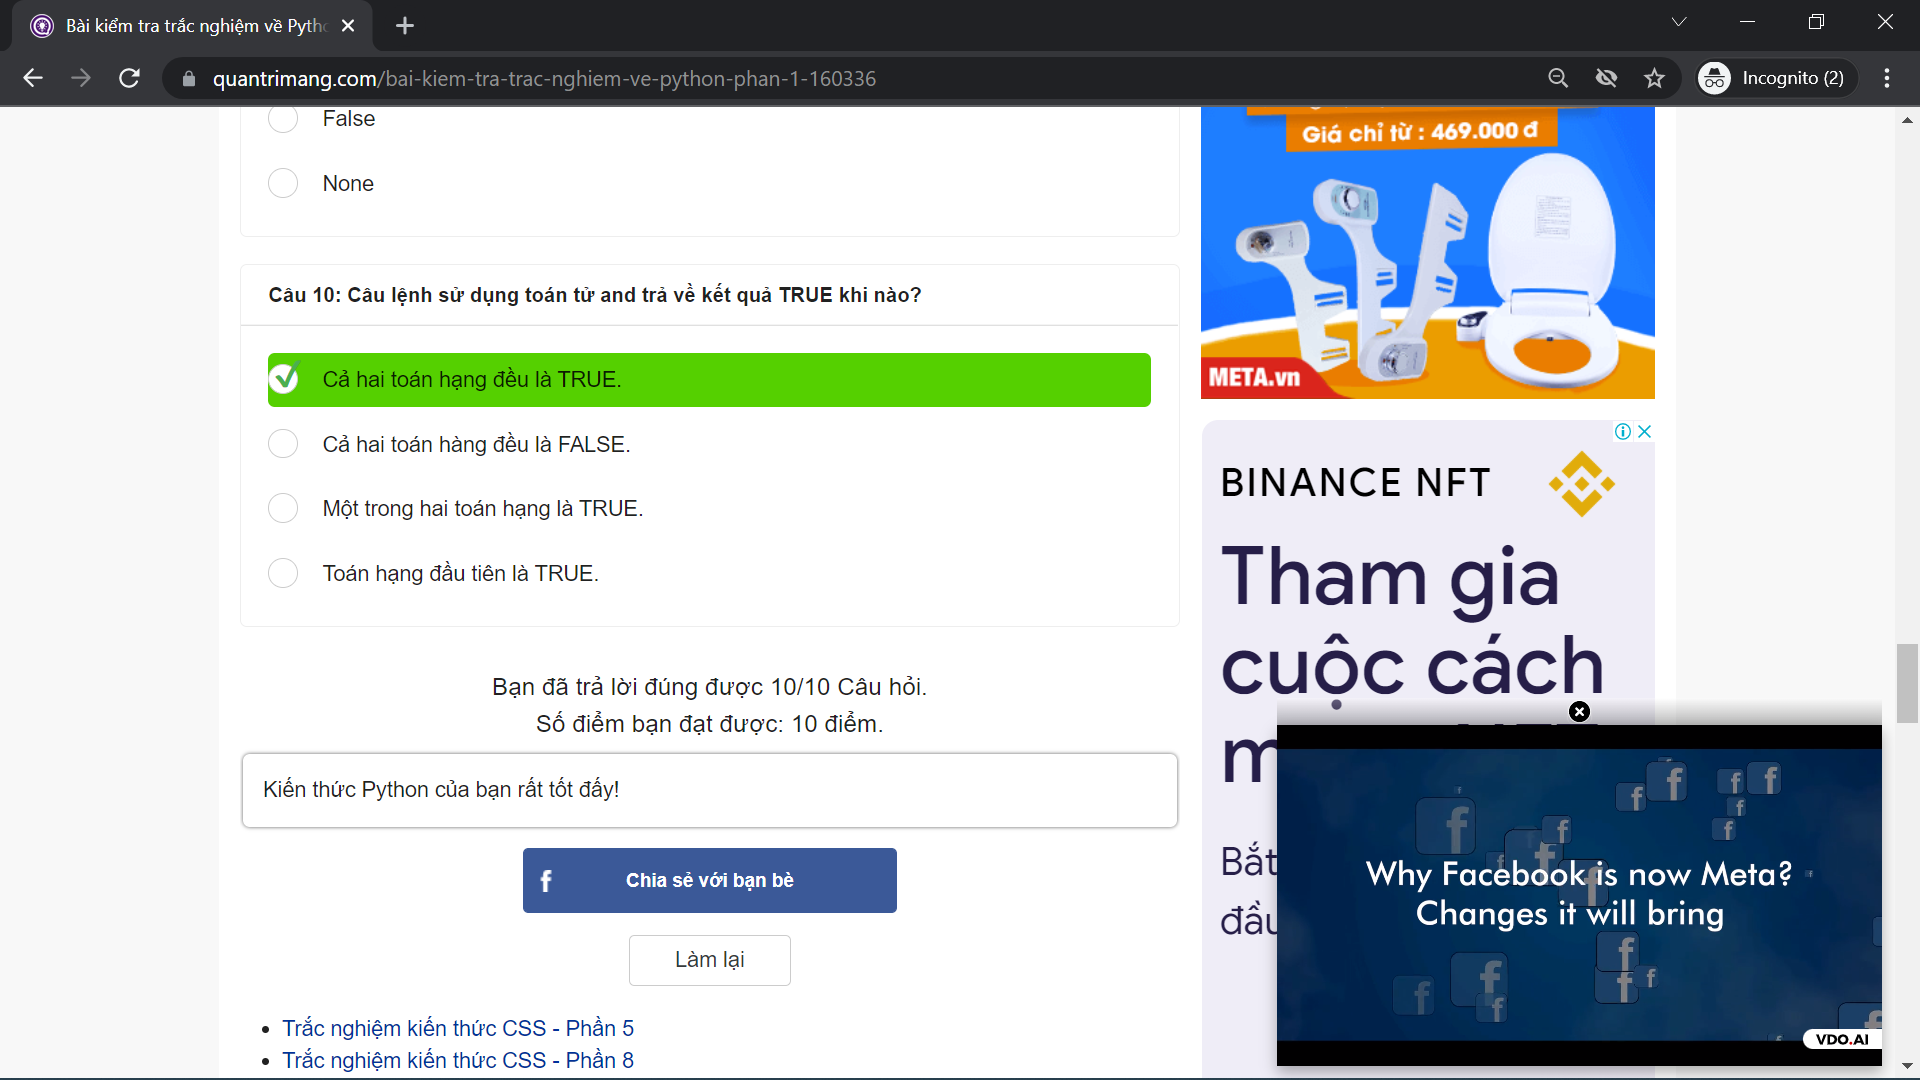 Bài kiểm tra trắc nghiệm về Pyth
quantrimang.com/bai-kiem-tra-trac-nghiem-ve-python-phan-1-160336
Incognito (2)
False
None
Câu 10: Câu lệnh sử dụng toán tử and trả về kết quả TRUE khi nào?
Cả hai toán hạng đều là TRUE.
Cả hai toán hàng đều là FALSE.
Một trong hai toán hạng là TRUE.
Toán hạng đầu tiên là TRUE.
Bạn đã trả lời đúng được 10/10 Câu hỏi.
Số điểm bạn đạt được: 10 điểm.
Kiến thức Python của bạn rất tốt đấy!
f Chia sẻ với bạn bè
Làm lại
Trắc nghiệm kiến thức CSS - Phần 5
Trắc nghiệm kiến thức CSS - Phần 8
Giá chỉ từ : 469.000 đ
META.vn
BINANCE NFT
Tham gia
cuộc cách
Bắt
đầu
Why Facebook is now Meta?
Changes it will bring
VDO.AI